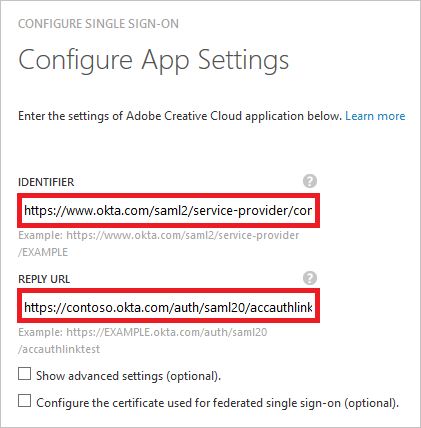 CONFIGURE SINGLE SIGN-ON
Configure App Settings
Enter the settings of Adobe Creative Cloud application below. Learn more
IDENTIFIER ?
https://www.okta.com/saml2/service-provider/con
Example: https://www.okta.com/saml2/service-provider
/EXAMPLE
REPLY URL ?
https://contoso.okta.com/auth/saml20/accauthlink
Example: https://EXAMPLE.okta.com/auth/saml20
/accauthlinktest
Show advanced settings (optional).
Configure the certificate used for federated single sign-on (optional).